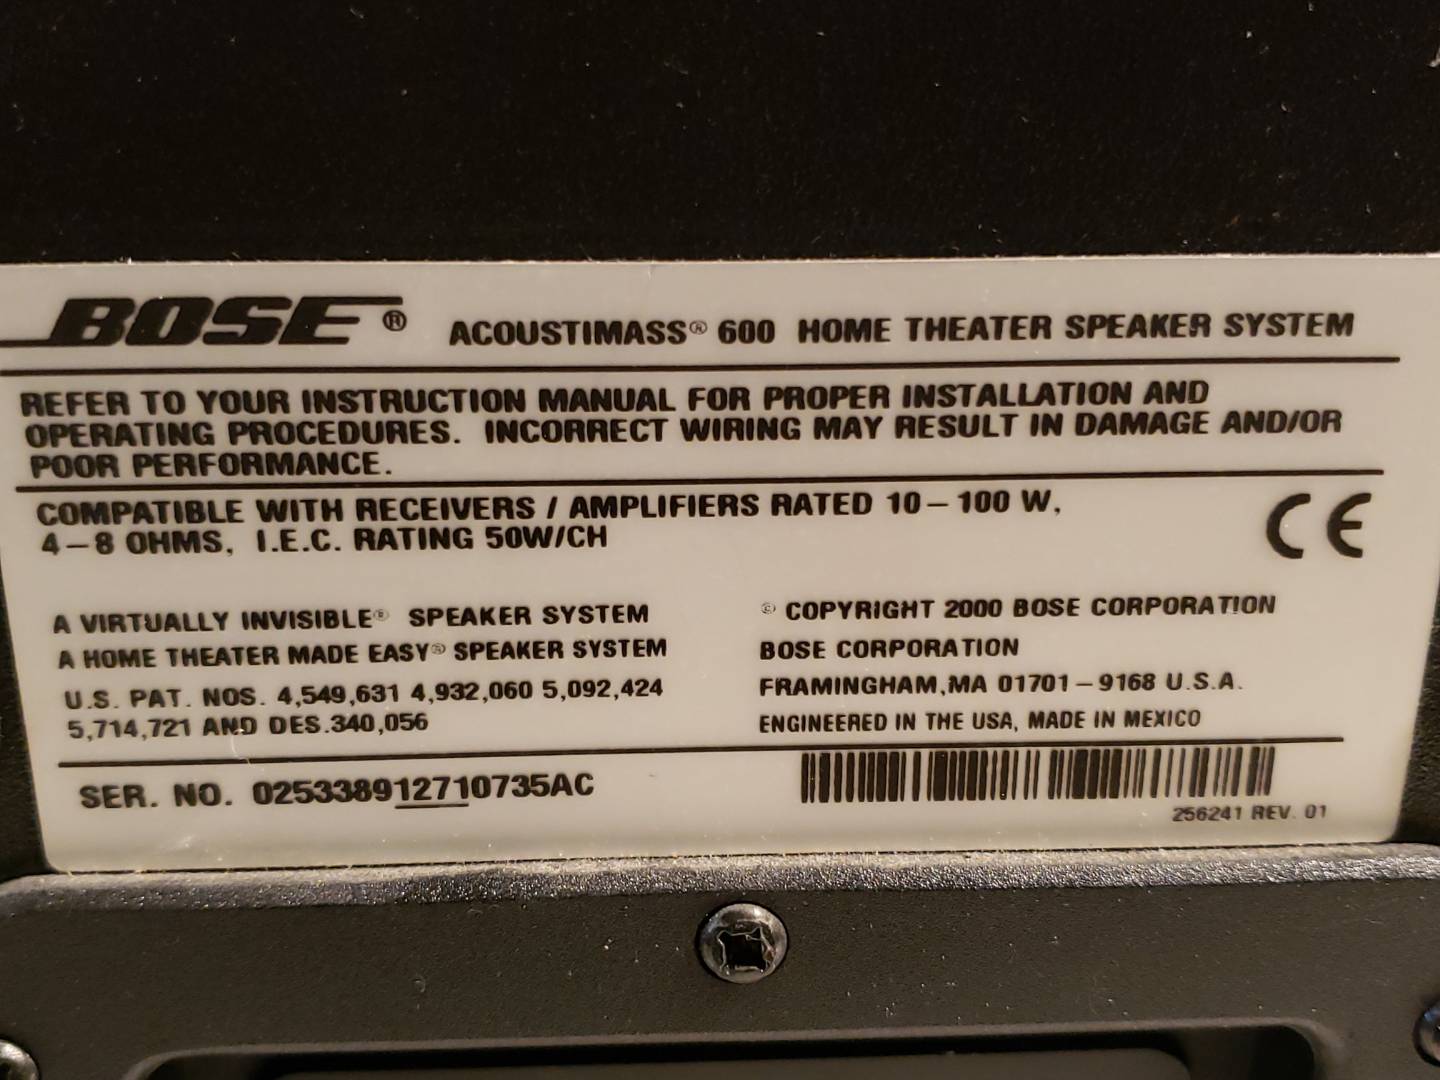 BOSE® ACOUSTIMASS® 600 HOME THEATER SPEAKER SYSTEM
REFER TO YOUR INSTRUCTION MANUAL FOR PROPER INSTALLATION AND
OPERATING PROCEDURES. INCORRECT WIRING MAY RESULT IN DAMAGE AND/OR
POOR PERFORMANCE.
COMPATIBLE WITH RECEIVERS / AMPLIFIERS RATED 10 – 100 W,
4 – 8 OHMS, I.E.C. RATING 50W/CH
CE
A VIRTUALLY INVISIBLE® SPEAKER SYSTEM
A HOME THEATER MADE EASY® SPEAKER SYSTEM
U.S. PAT. NOS. 4,549,631 4,932,060 5,092,424
5,714,721 AND DES.340,056
© COPYRIGHT 2000 BOSE CORPORATION
BOSE CORPORATION
FRAMINGHAM,MA 01701 – 9168 U.S.A.
ENGINEERED IN THE USA, MADE IN MEXICO
SER. NO. 02533891271073​5AC
256241 REV. 01